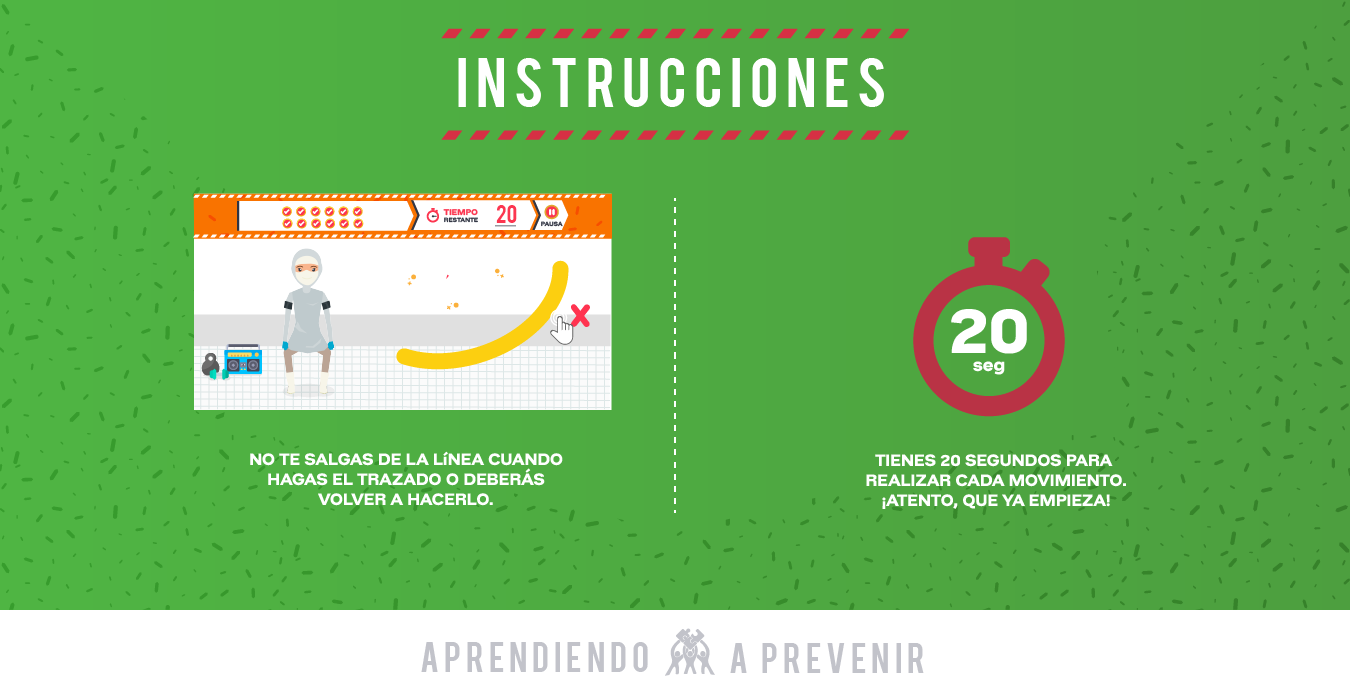 INSTRUCCIONES
TIEMPO
RESTANTE
20
PAUSA
NO TE SALGAS DE LA LíNEA CUANDO
HAGAS EL TRAZADO O DEBERÁS
VOLVER A HACERLO.
20
seg
TIENES 20 SEGUNDOS PARA
REALIZAR CADA MOVIMIENTO.
¡ATENTO, QUE YA EMPIEZA!
APRENDIENDO A PREVENIR